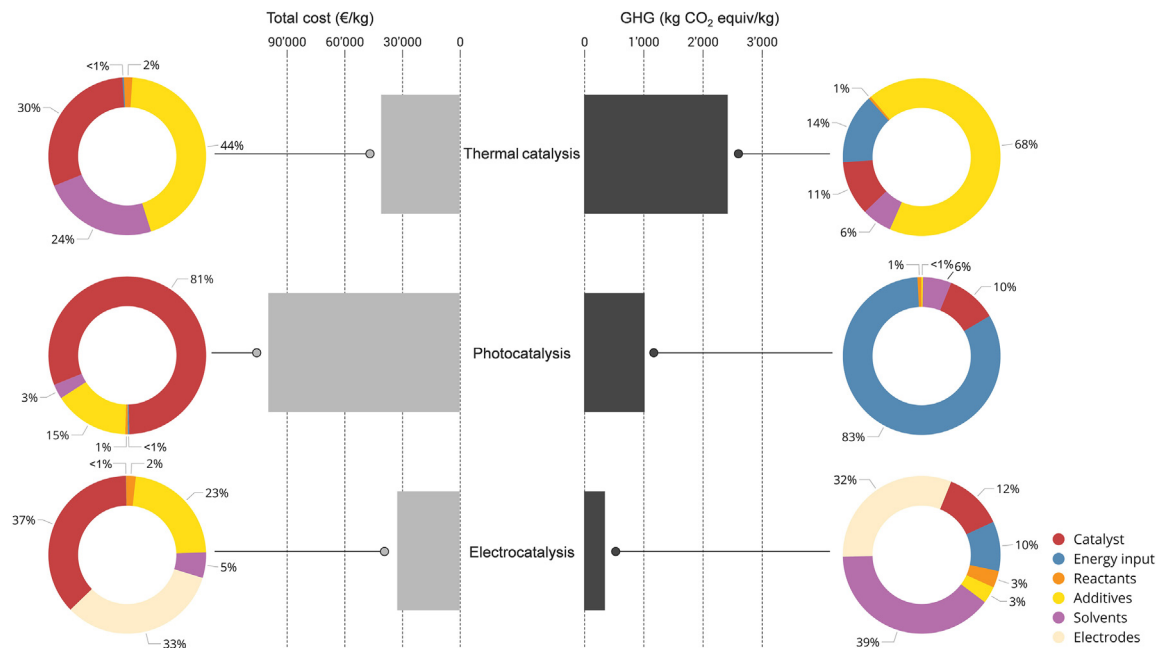 Total cost (€/kg)
GHG (kg CO₂ equiv/kg)
90'000 60'000 30'000 0
0 1'000 2'000 3'000
<1% 2%
30%
44%
24%
Thermal catalysis
1%
14%
68%
11%
6%
81%
3%
15%
1% <1%
Photocatalysis
1% <1% 6%
10%
83%
<1% 2%
23%
37%
5%
33%
Electrocatalysis
32%
12%
10%
3%
3%
39%
Catalyst
Energy input
Reactants
Additives
Solvents
Electrodes